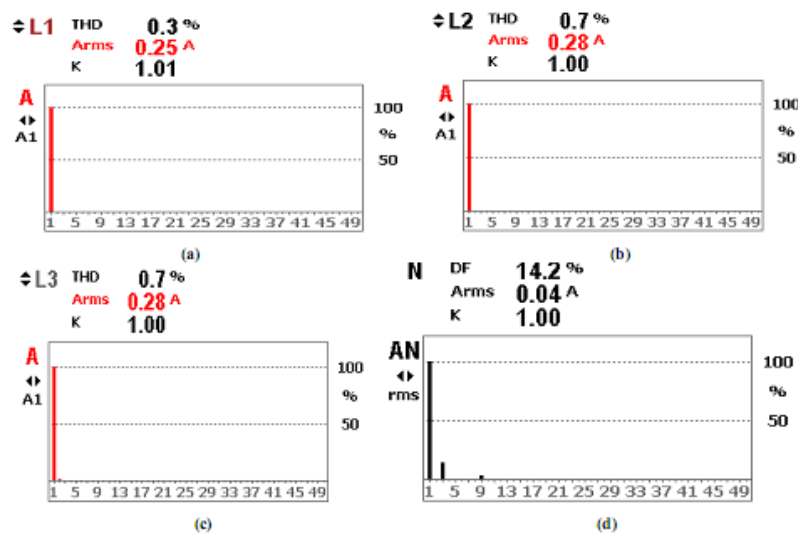 L1 THD 0.3 %
Arms 0.25 A
K 1.01
A
A1
100
%
50
1 5 9 13 17 21 25 29 33 37 41 45 49
(a)
L2 THD 0.7 %
Arms 0.28 A
K 1.00
A
A1
100
%
50
1 5 9 13 17 21 25 29 33 37 41 45 49
(b)
L3 THD 0.7 %
Arms 0.28 A
K 1.00
A
A1
100
%
50
1 5 9 13 17 21 25 29 33 37 41 45 49
(c)
N DF 14.2 %
Arms 0.04 A
K 1.00
AN
rms
100
%
50
1 5 9 13 17 21 25 29 33 37 41 45 49
(d)